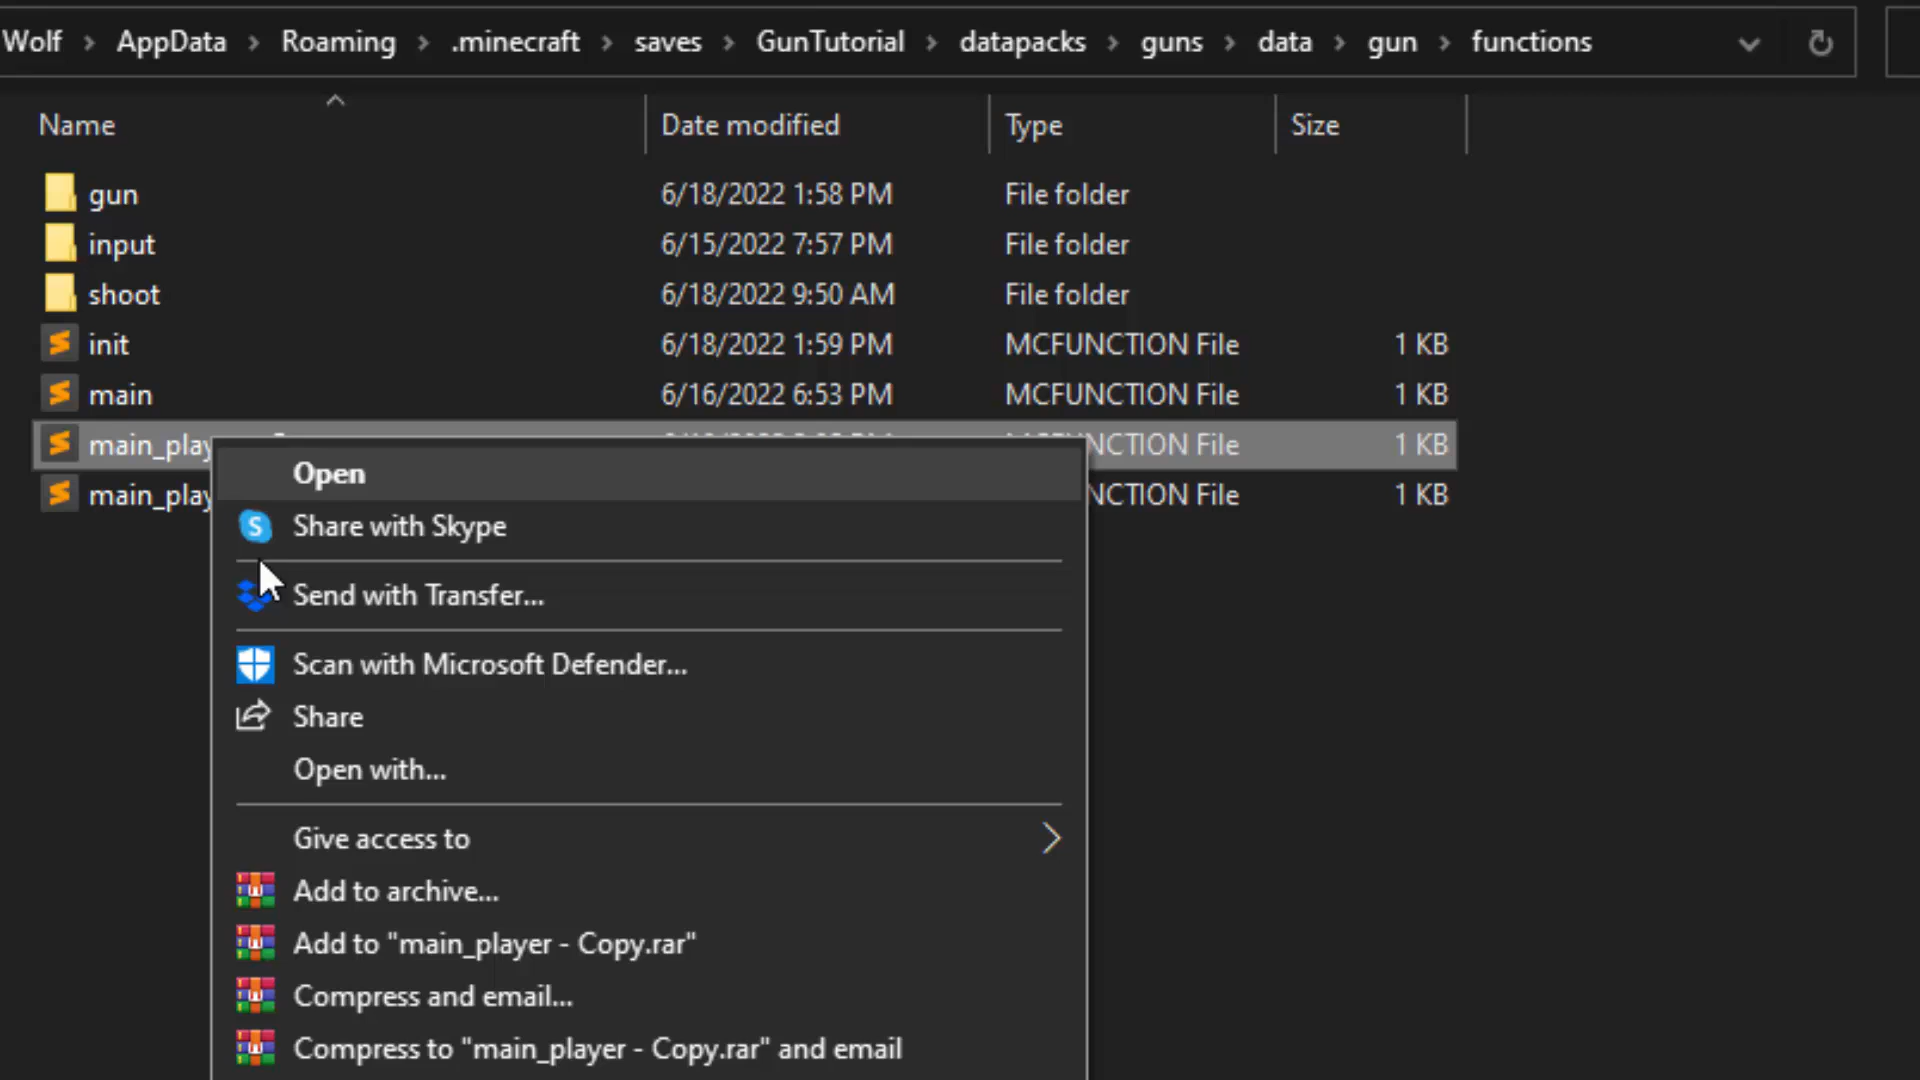 Wolf > AppData > Roaming > .minecraft > saves > GunTutorial > datapacks > guns > data > gun > functions
Name Date modified Type Size
gun 6/18/2022 1:58 PM File folder
input 6/15/2022 7:57 PM File folder
shoot 6/18/2022 9:50 AM File folder
init 6/18/2022 1:59 PM MCFUNCTION File 1 KB
main 6/16/2022 6:53 PM MCFUNCTION File 1 KB
main_play NCTION File 1 KB
main_play NCTION File 1 KB
Open
Share with Skype
Send with Transfer...
Scan with Microsoft Defender...
Share
Open with...
Give access to
Add to archive...
Add to "main_player - Copy.rar"
Compress and email...
Compress to "main_player - Copy.rar" and email